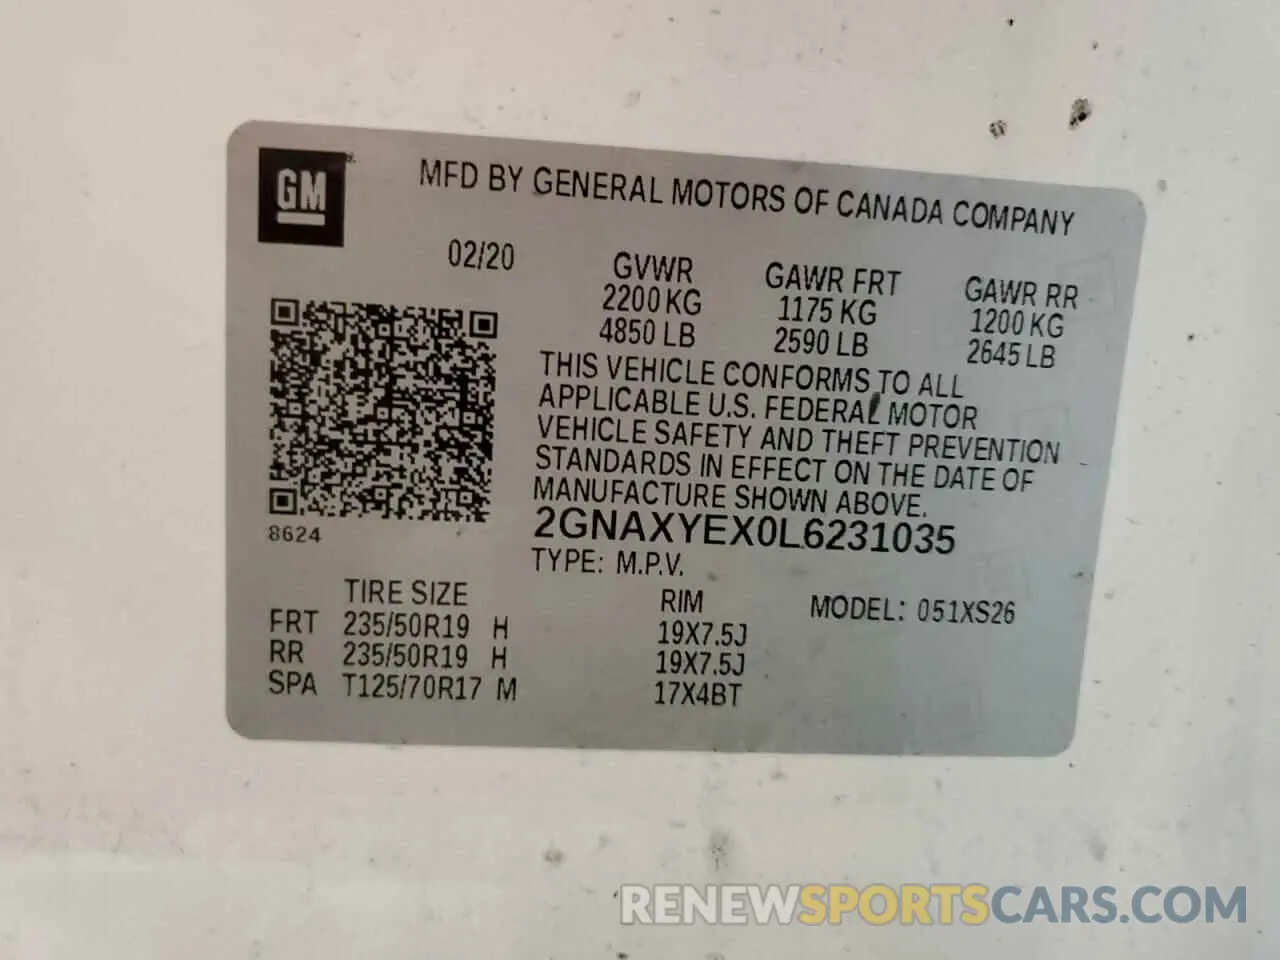 GM
MFD BY GENERAL MOTORS OF CANADA COMPANY
02/20
GVWR GAWR FRT GAWR RR
2200 KG 1175 KG 1200 KG
4850 LB 2590 LB 2645 LB
THIS VEHICLE CONFORMS TO ALL
APPLICABLE U.S. FEDERAL MOTOR
VEHICLE SAFETY AND THEFT PREVENTION
STANDARDS IN EFFECT ON THE DATE OF
MANUFACTURE SHOWN ABOVE.
8624
2GNAXYEX0L6231035
TYPE: M.P.V.
TIRE SIZE RIM MODEL: 051XS26
FRT 235/50R19 H 19X7.5J
RR 235/50R19 H 19X7.5J
SPA T125/70R17 M 17X4BT
RENEWSPORTSCARS.COM